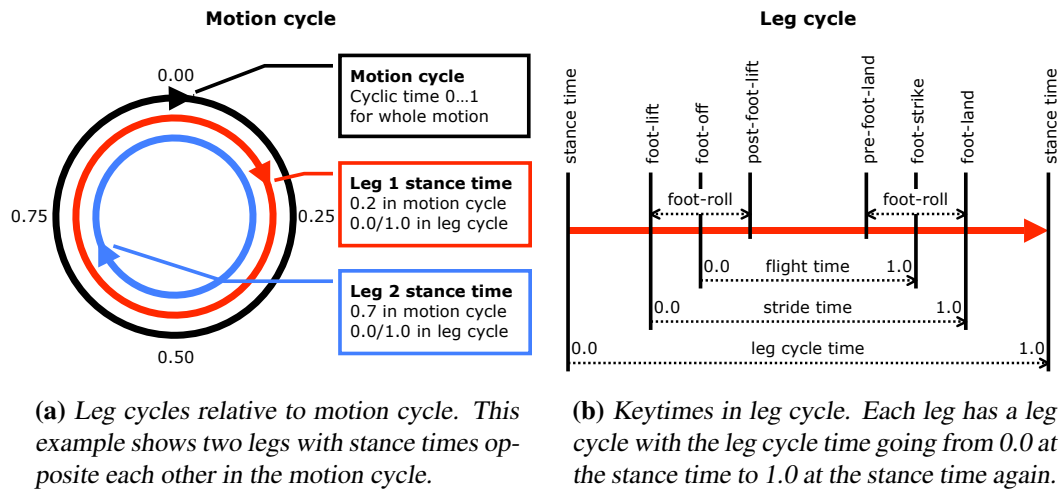 Motion cycle
0.00
0.25
0.50
0.75
Motion cycle
Cyclic time 0...1
for whole motion
Leg 1 stance time
0.2 in motion cycle
0.0/1.0 in leg cycle
Leg 2 stance time
0.7 in motion cycle
0.0/1.0 in leg cycle
(a) Leg cycles relative to motion cycle. This
example shows two legs with stance times op-
posite each other in the motion cycle.
Leg cycle
stance time
foot-lift
foot-off
post-foot-lift
pre-foot-land
foot-strike
foot-land
stance time
foot-roll
foot-roll
0.0 flight time 1.0
0.0 stride time 1.0
0.0 leg cycle time 1.0
(b) Keytimes in leg cycle. Each leg has a leg
cycle with the leg cycle time going from 0.0 at
the stance time to 1.0 at the stance time again.